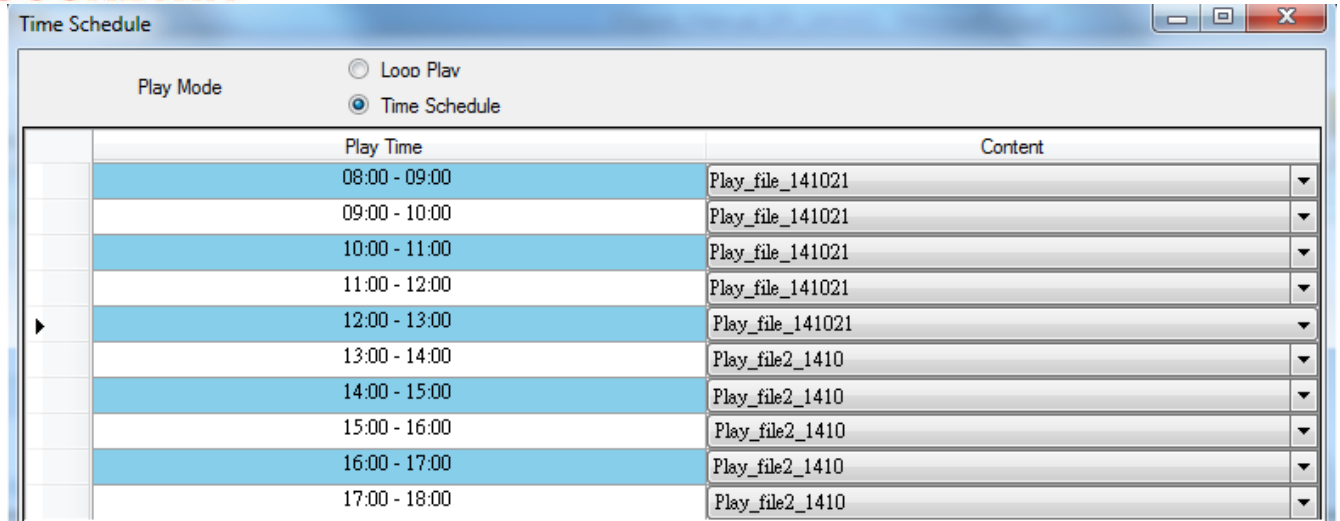 Time Schedule
Play Mode
Loop Play
Time Schedule
Play Time Content
08:00 - 09:00 Play_file_141021
09:00 - 10:00 Play_file_141021
10:00 - 11:00 Play_file_141021
11:00 - 12:00 Play_file_141021
12:00 - 13:00 Play_file_141021
13:00 - 14:00 Play_file2_1410
14:00 - 15:00 Play_file2_1410
15:00 - 16:00 Play_file2_1410
16:00 - 17:00 Play_file2_1410
17:00 - 18:00 Play_file2_1410